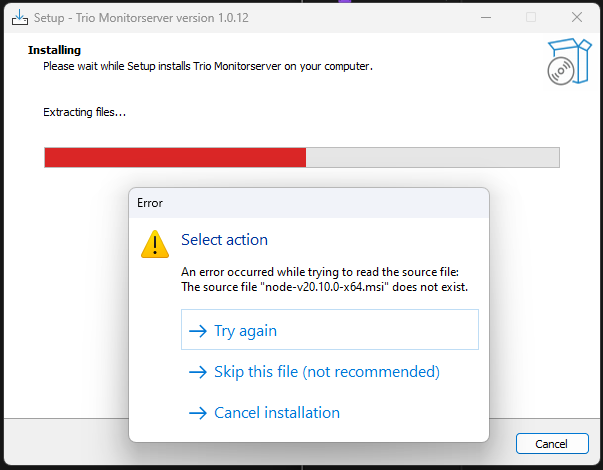 Setup - Trio Monitorserver version 1.0.12
Installing
Please wait while Setup installs Trio Monitorserver on your computer.
Extracting files...
Error
Select action
An error occurred while trying to read the source file:
The source file "node-v20.10.0-x64.msi" does not exist.
Try again
Skip this file (not recommended)
Cancel installation
Cancel